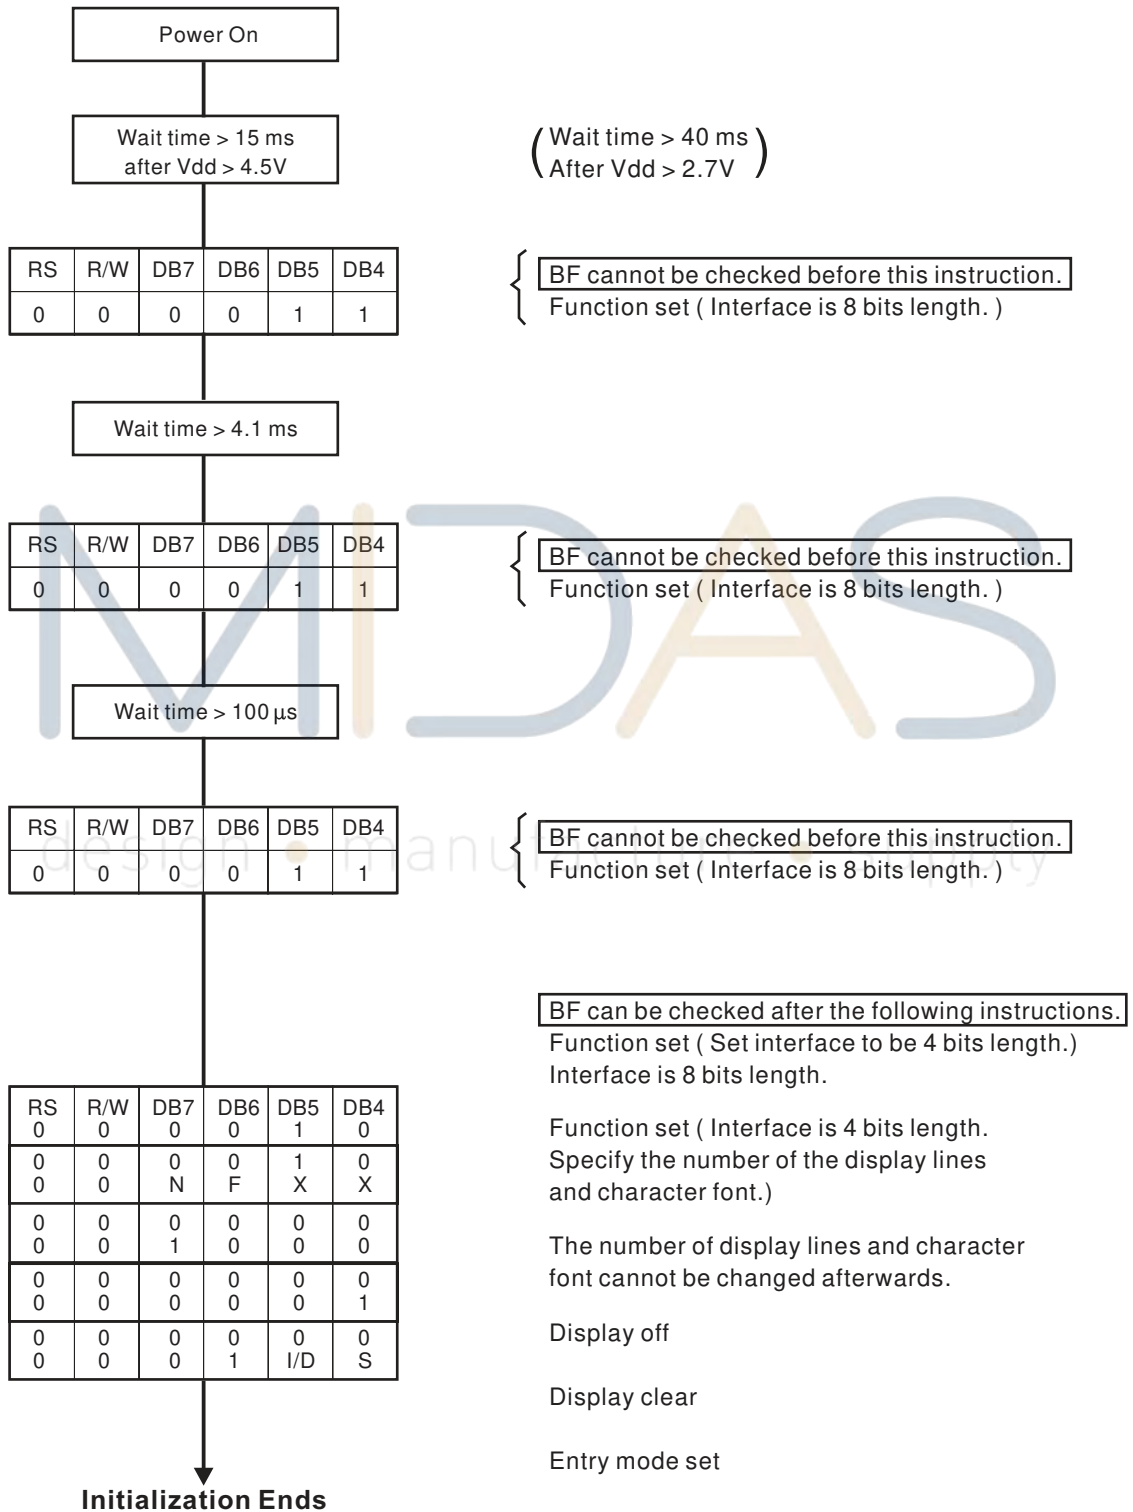 Power On
Wait time > 15 ms
after Vdd > 4.5V
(Wait time > 40 ms
After Vdd > 2.7V)
RS R/W DB7 DB6 DB5 DB4
0 0 0 0 1 1
BF cannot be checked before this instruction.
Function set ( Interface is 8 bits length. )
Wait time > 4.1 ms
RS R/W DB7 DB6 DB5 DB4
0 0 0 0 1 1
BF cannot be checked before this instruction.
Function set ( Interface is 8 bits length. )
MIDAS
Wait time > 100 µs
RS R/W DB7 DB6 DB5 DB4
0 0 0 0 1 1
BF cannot be checked before this instruction.
Function set ( Interface is 8 bits length. )
design • manufacture • supply
BF can be checked after the following instructions.
Function set ( Set interface to be 4 bits length.)
Interface is 8 bits length.
RS R/W DB7 DB6 DB5 DB4
0 0 0 0 1 0
0 0 0 0 1 0
0 0 N F X X
0 0 0 0 0 0
0 0 1 0 0 0
0 0 0 0 0 0
0 0 0 0 0 1
0 0 0 0 0 0
0 0 0 1 I/D S
Function set ( Interface is 4 bits length.
Specify the number of the display lines
and character font.)
The number of display lines and character
font cannot be changed afterwards.
Display off
Display clear
Entry mode set
Initialization Ends